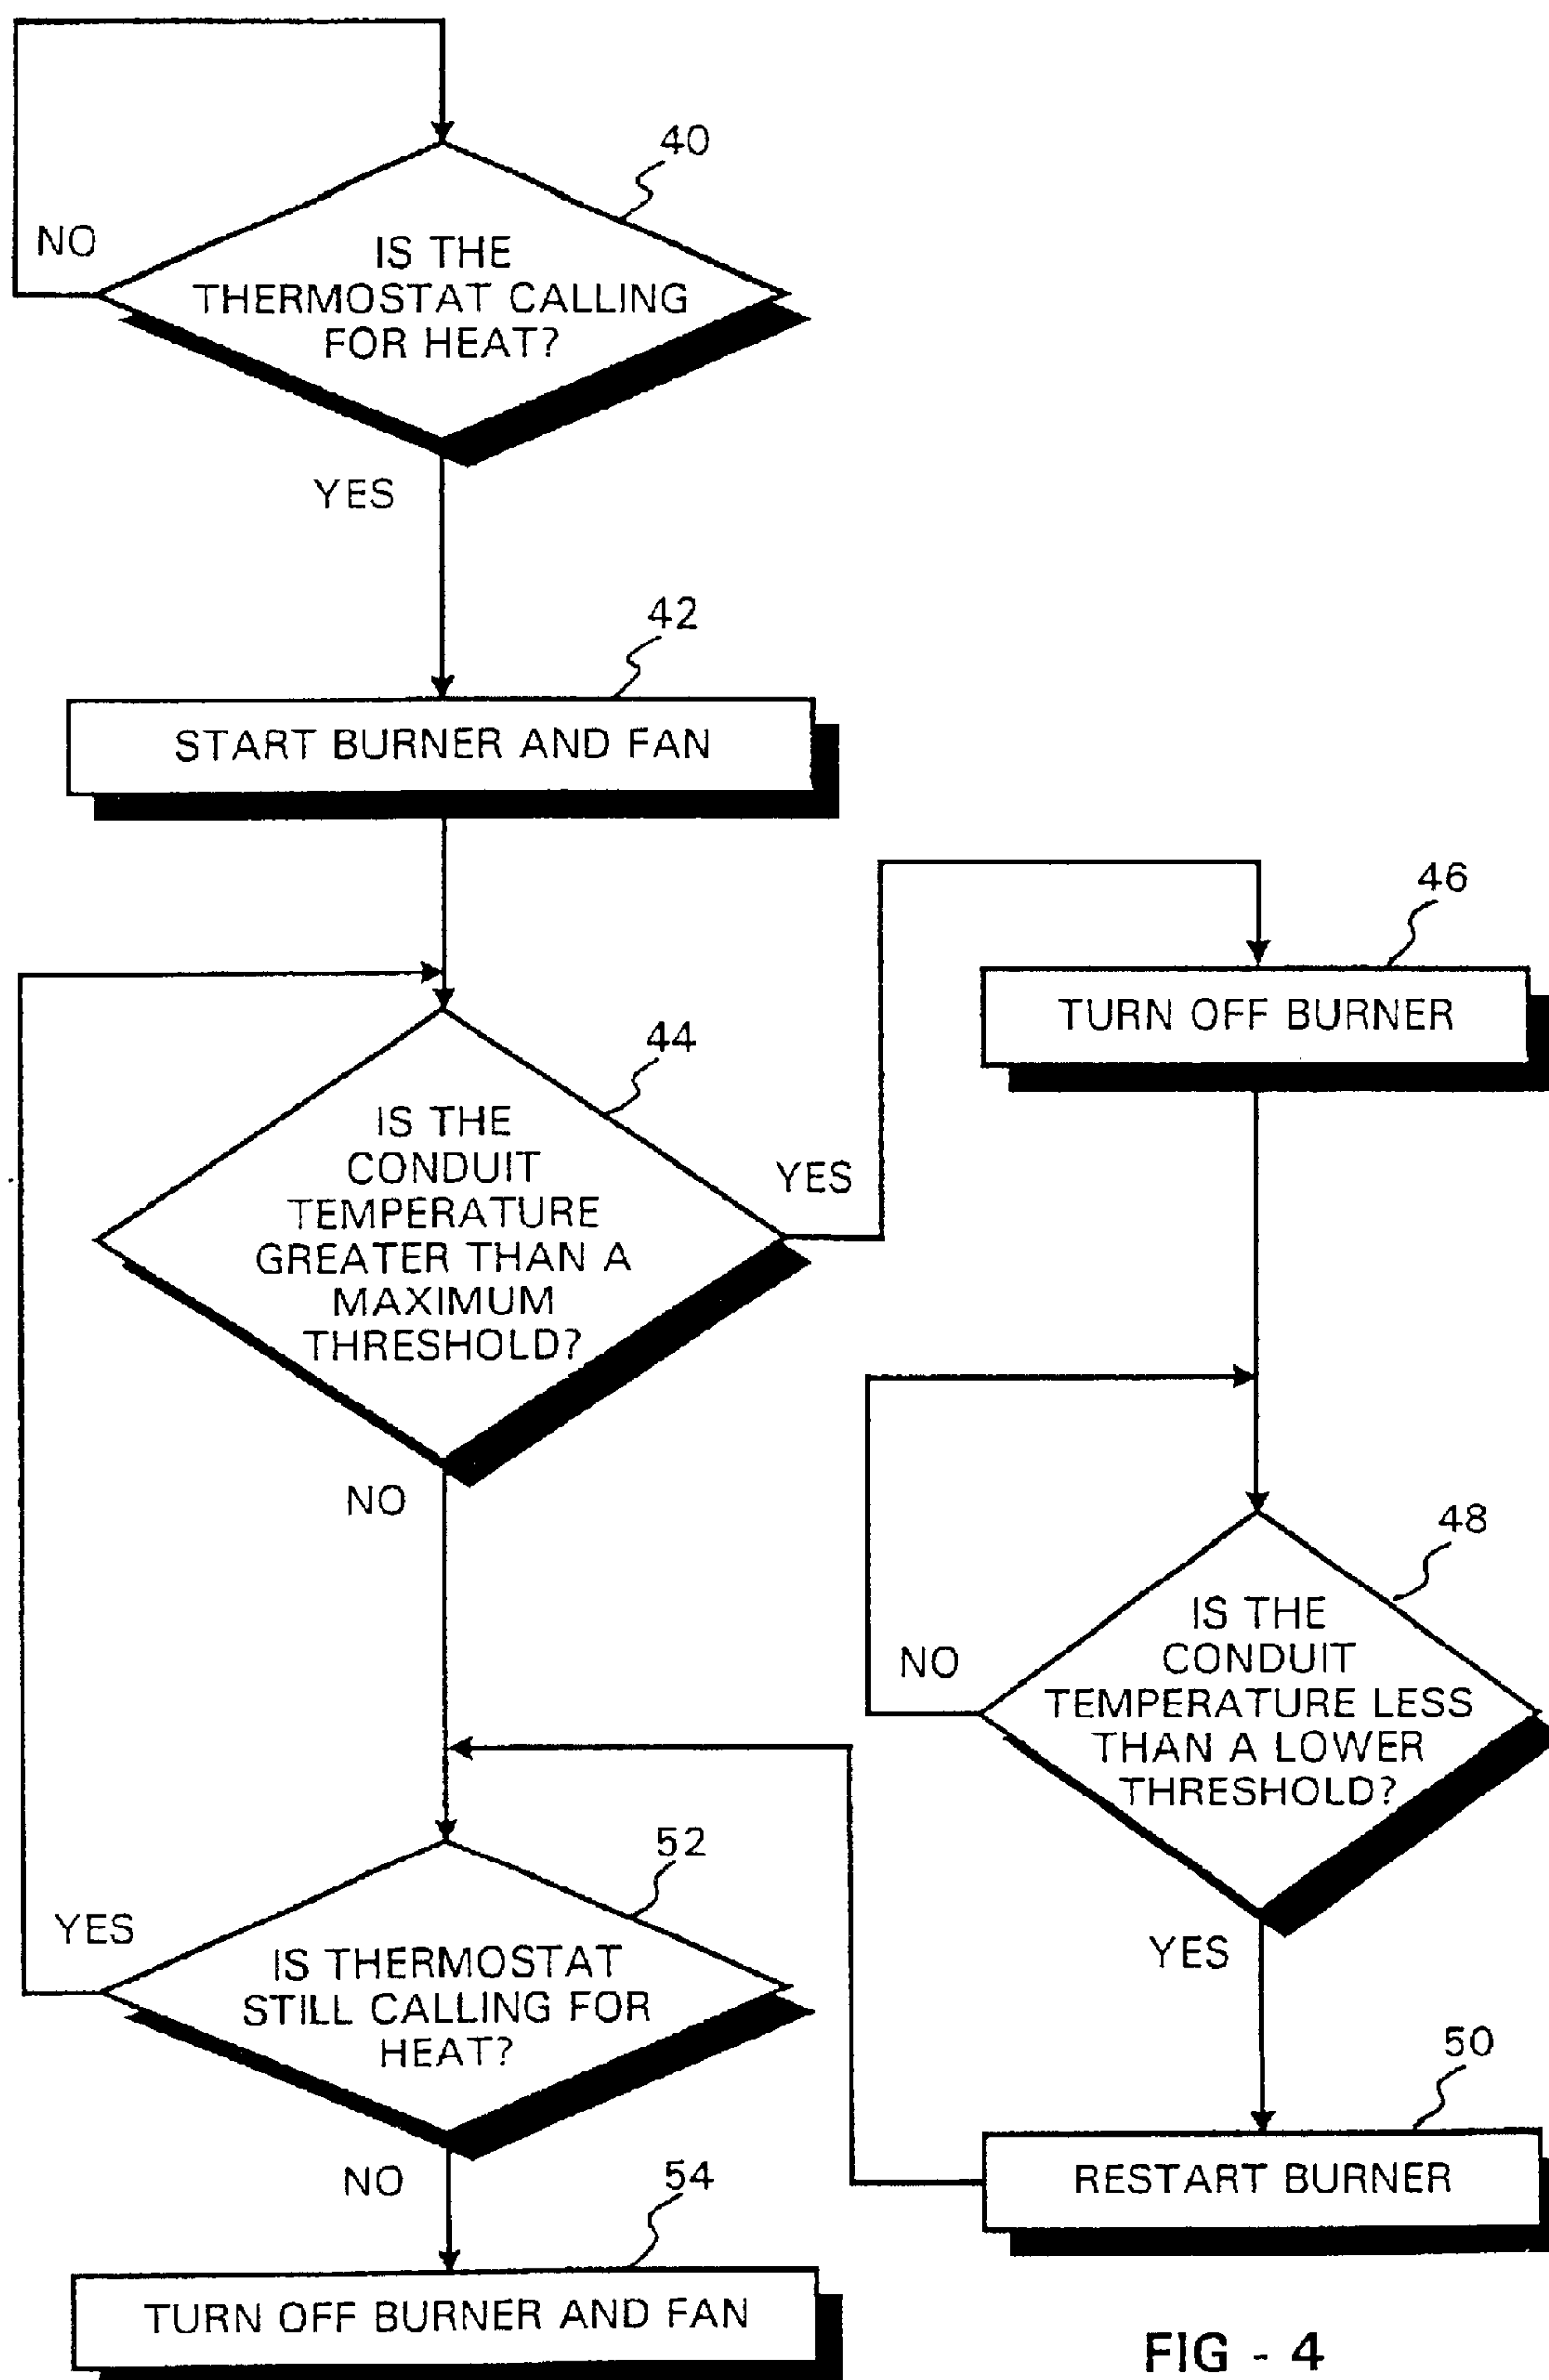 40
NO
IS THE
THERMOSTAT CALLING
FOR HEAT?
YES
42
START BURNER AND FAN
46
TURN OFF BURNER
44
IS THE
CONDUIT
TEMPERATURE
GREATER THAN A
MAXIMUM
THRESHOLD?
YES
NO
48
IS THE
CONDUIT
TEMPERATURE LESS
THAN A LOWER
THRESHOLD?
NO
YES
52
YES
IS THERMOSTAT
STILL CALLING FOR
HEAT?
NO
50
RESTART BURNER
54
TURN OFF BURNER AND FAN
FIG - 4